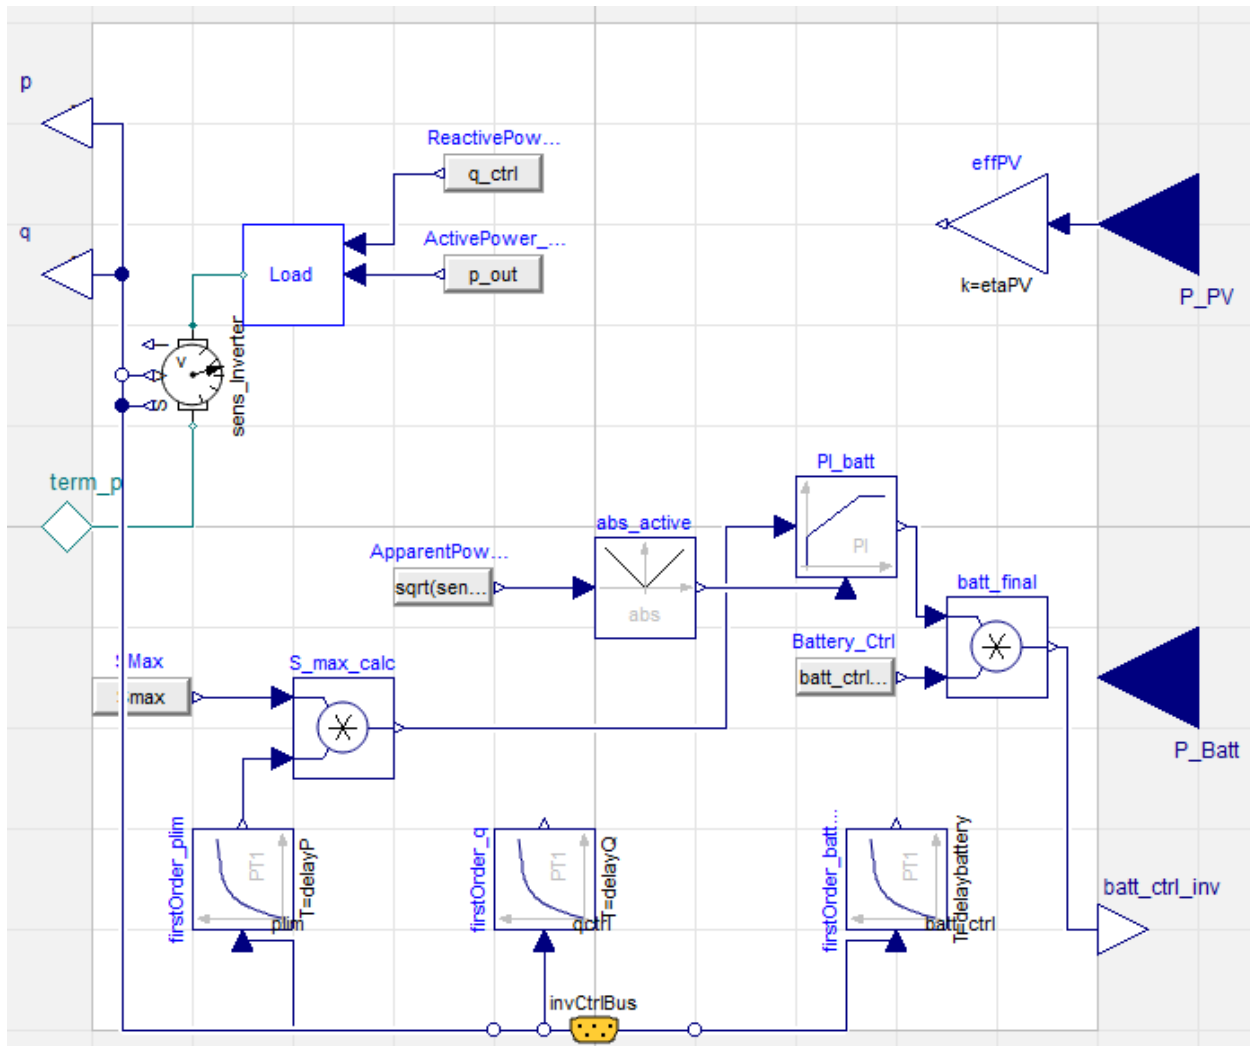 p
ReactivePow...
q_ctrl
effPV
q
ActivePower_...
Load
p_out
k=etaPV
P_PV
V
S
sens_Inverter
term_p
PI_batt
PI
abs_active
abs
ApparentPow...
sqrt(sen...
batt_final
Battery_Ctrl
batt_ctrl...
Max
max
S_max_calc
P_Batt
firstOrder_plim
PT1
T=delayP
plim
firstOrder_q
PT1
T=delayQ
firstOrder_batt...
PT1
T=delaybattery
batt_ctrl
batt_ctrl_inv
invCtrlBus